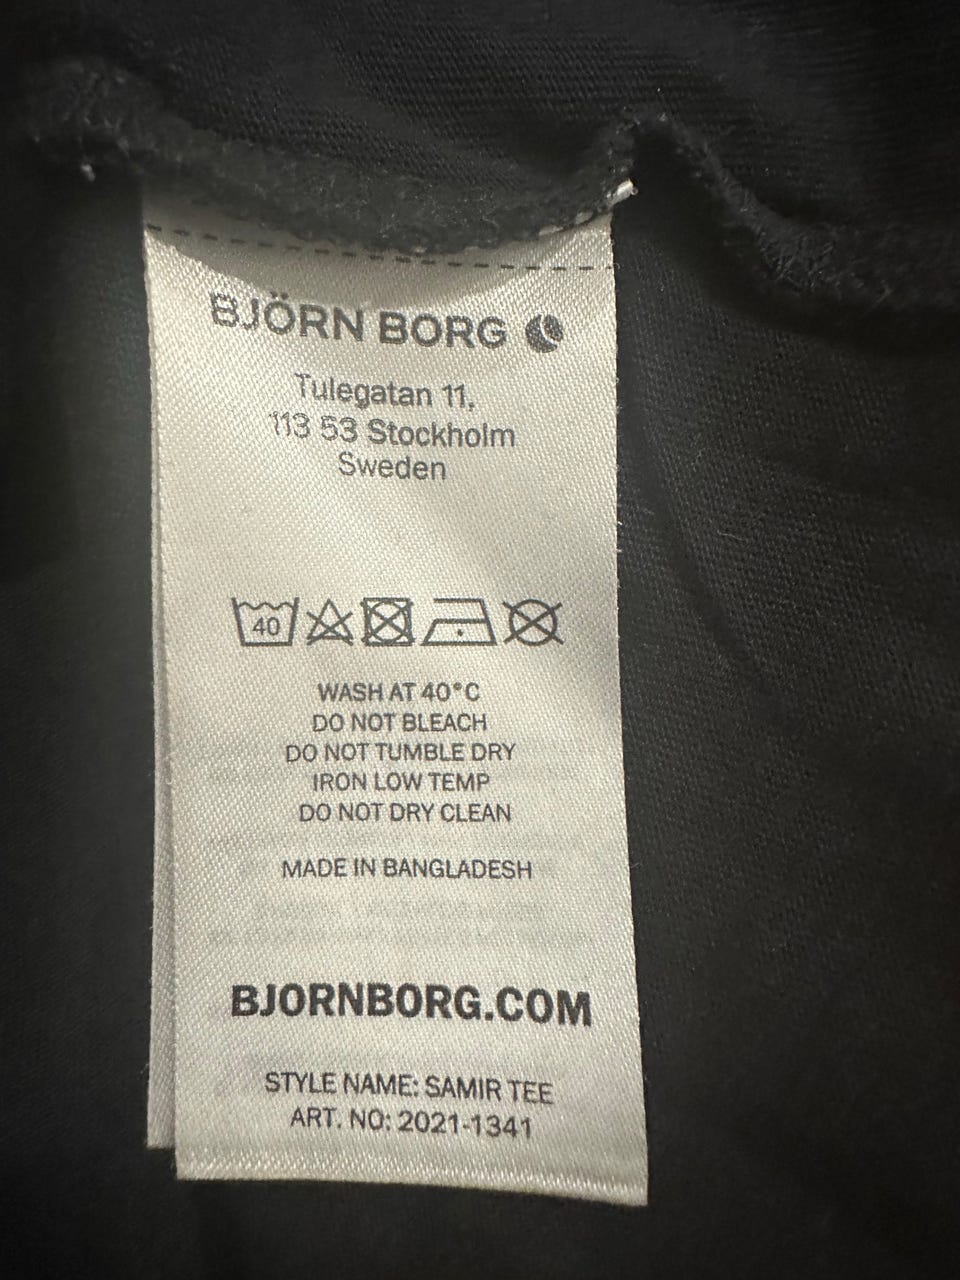 BJÖRN BORG
Tulegatan 11,
113 53 Stockholm
Sweden
40
WASH AT 40°C
DO NOT BLEACH
DO NOT TUMBLE DRY
IRON LOW TEMP
DO NOT DRY CLEAN
MADE IN BANGLADESH
BJORNBORG.COM
STYLE NAME: SAMIR TEE
ART. NO: 2021-1341